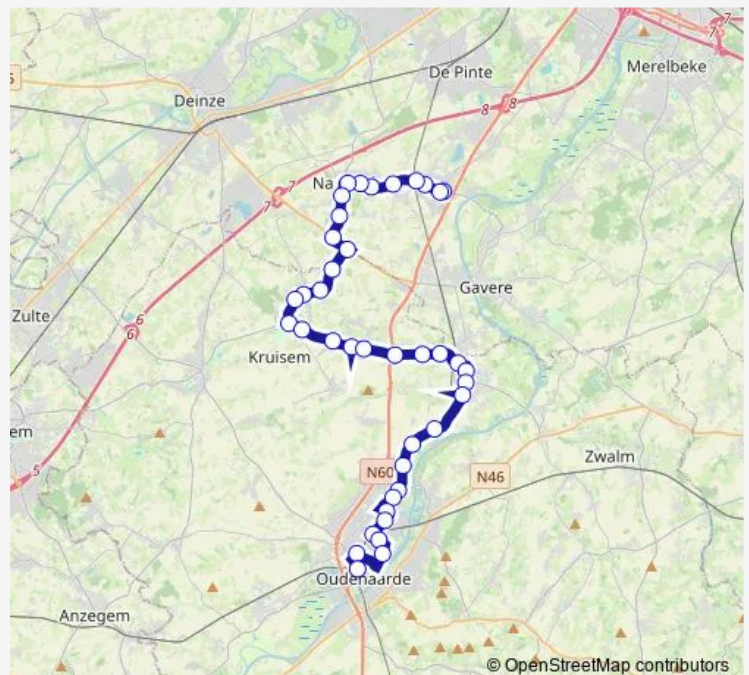 De Pinte
Merelbeke
7
7
Deinze
8 8
7
7
Na
Gavere
Zulte
6
6
Kruisem
em
5
N60
Zwalm
N46
Oudenaarde
Anzegem
© OpenStreetMap contributors